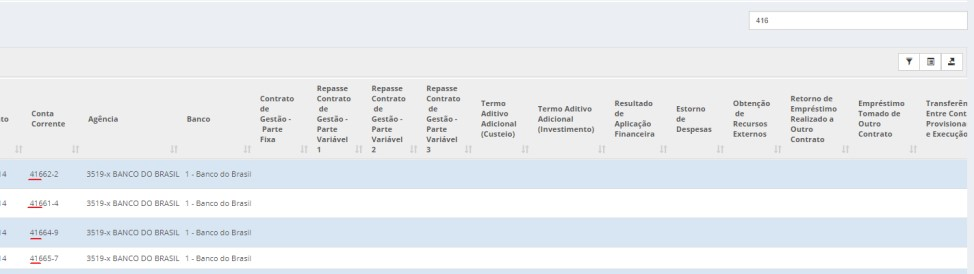 416
to
Conta Corrente
Agência
Banco
Contrato de Gestão - Parte Fixa
Repasse Contrato de Gestão - Parte Variável 1
Repasse Contrato de Gestão - Parte Variável 2
Repasse Contrato de Gestão - Parte Variável 3
Termo Aditivo Adicional (Custeio)
Termo Aditivo Adicional (Investimento)
Resultado de Aplicação Financeira
Estorno de Despesas
Obtenção de Recursos Externos
Retorno de Empréstimo Realizado a Outro Contrato
Empréstimo Tomado de Outro Contrato
Transferên Entre Cont Provisiona e Execução
14 41662-2 3519-x BANCO DO BRASIL 1 - Banco do Brasil
14 41661-4 3519-x BANCO DO BRASIL 1 - Banco do Brasil
14 41664-9 3519-x BANCO DO BRASIL 1 - Banco do Brasil
14 41665-7 3519-x BANCO DO BRASIL 1 - Banco do Brasil